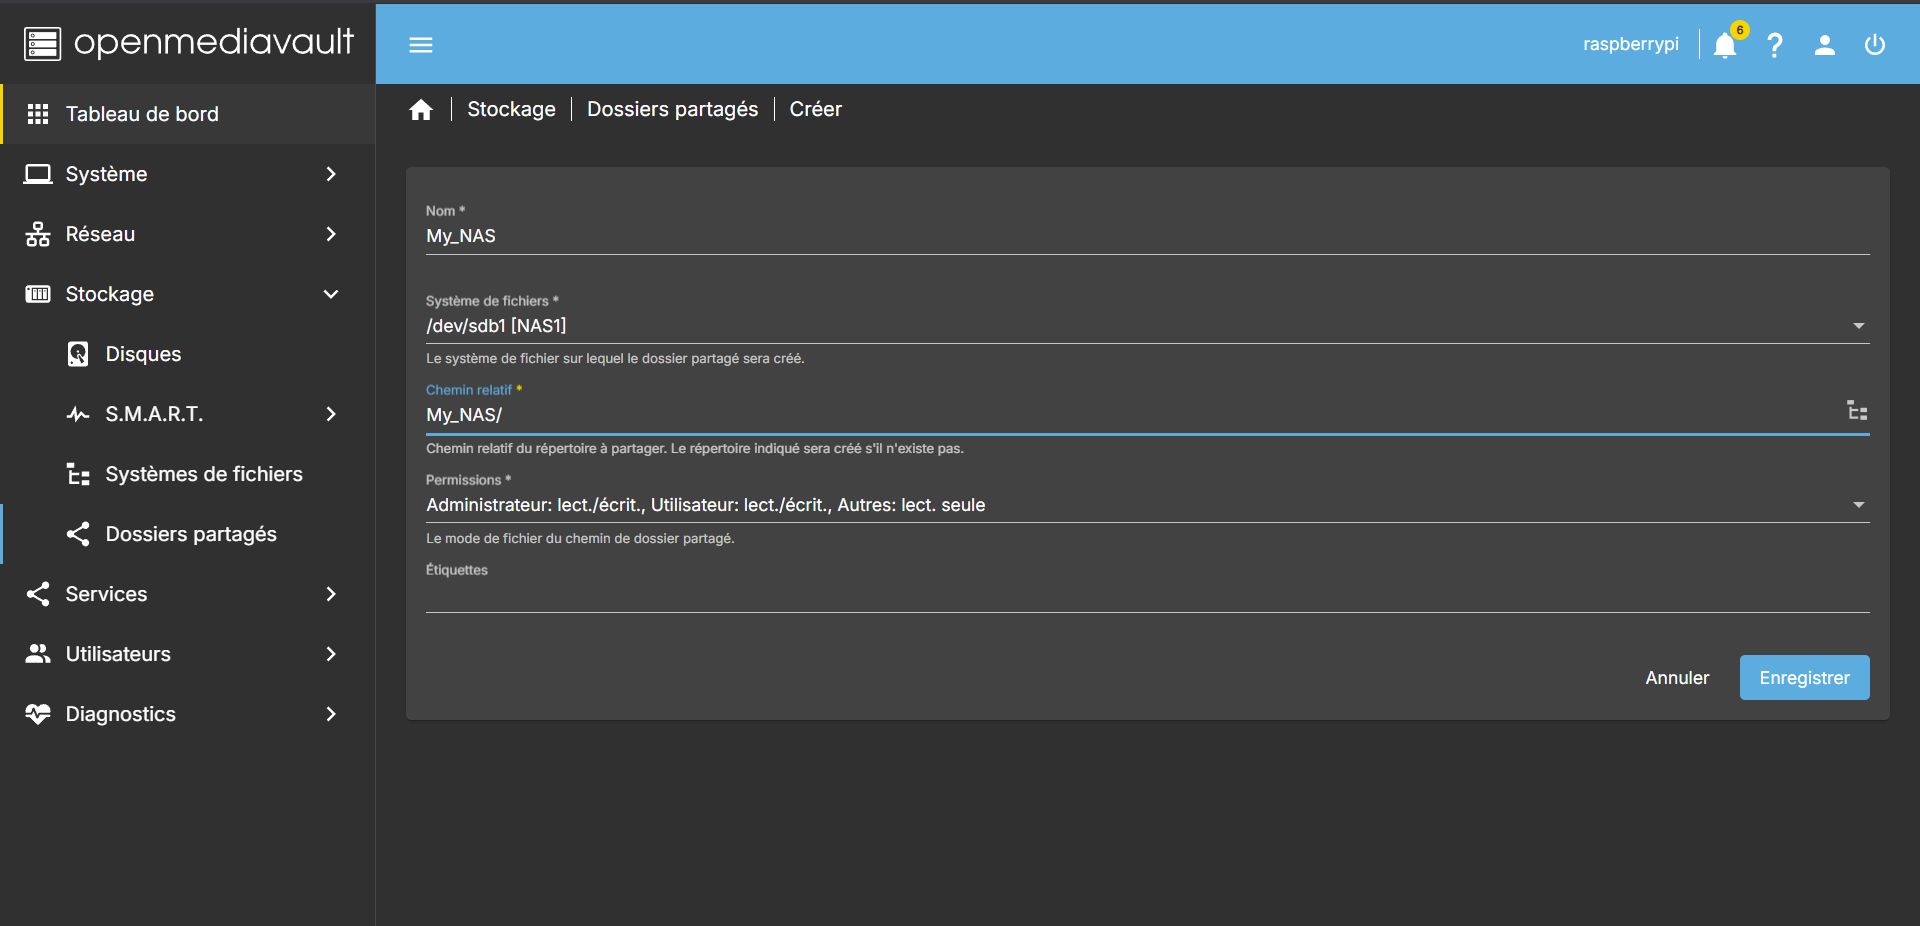 openmediavault
raspberrypi
6
Tableau de bord
Système
Réseau
Stockage
Disques
S.M.A.R.T.
Systèmes de fichiers
Dossiers partagés
Services
Utilisateurs
Diagnostics
Stockage | Dossiers partagés | Créer
Nom *
My_NAS
Système de fichiers *
/dev/sdb1 [NAS1]
Le système de fichier sur lequel le dossier partagé sera créé.
Chemin relatif *
My_NAS/
Chemin relatif du répertoire à partager. Le répertoire indiqué sera créé s'il n'existe pas.
Permissions *
Administrateur: lect./écrit., Utilisateur: lect./écrit., Autres: lect. seule
Le mode de fichier du chemin de dossier partagé.
Étiquettes
Annuler
Enregistrer